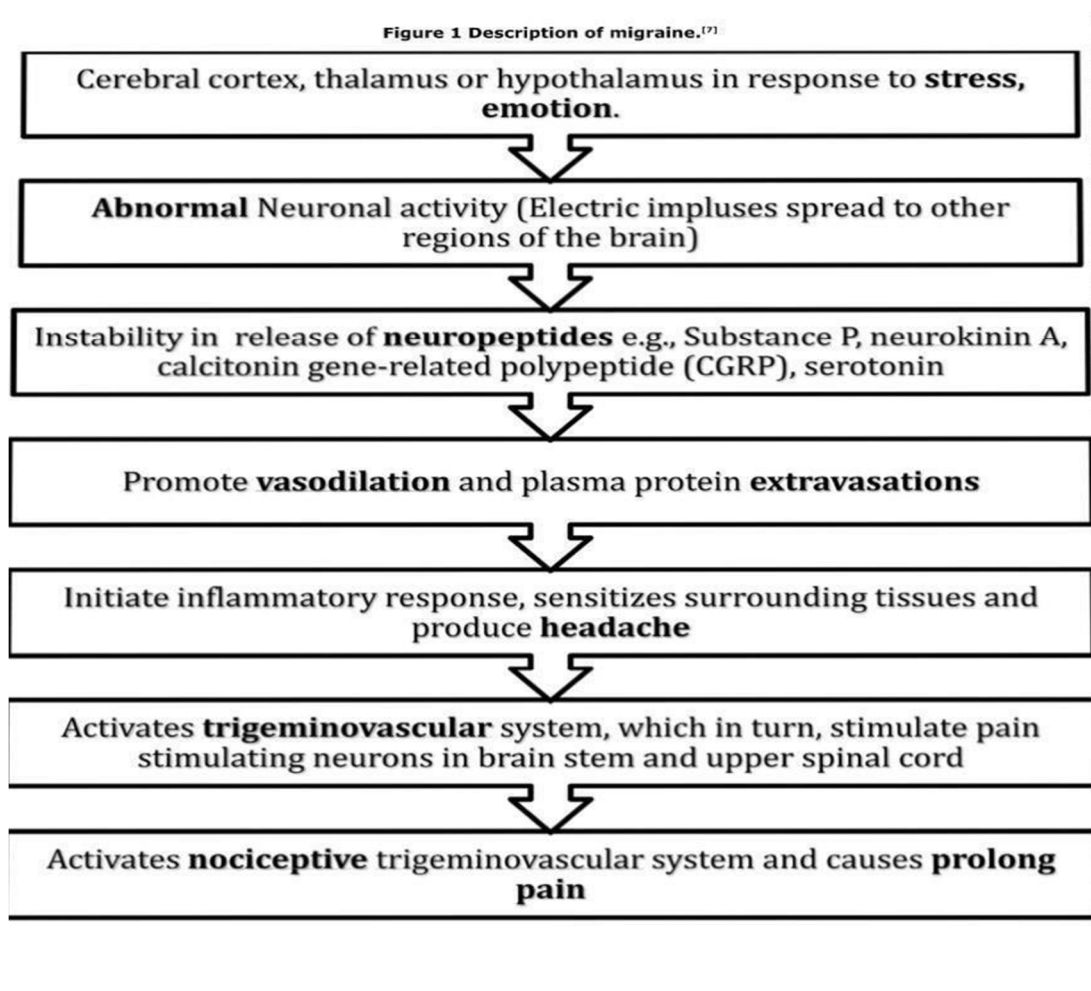 Figure 1 Description of migraine.[7]
Cerebral cortex, thalamus or hypothalamus in response to stress,
emotion.
Abnormal Neuronal activity (Electric impluses spread to other
regions of the brain)
Instability in release of neuropeptides e.g., Substance P, neurokinin A,
calcitonin gene-related polypeptide (CGRP), serotonin
Promote vasodilation and plasma protein extravasations
Initiate inflammatory response, sensitizes surrounding tissues and
produce headache
Activates trigeminovascular system, which in turn, stimulate pain
stimulating neurons in brain stem and upper spinal cord
Activates nociceptive trigeminovascular system and causes prolong
pain